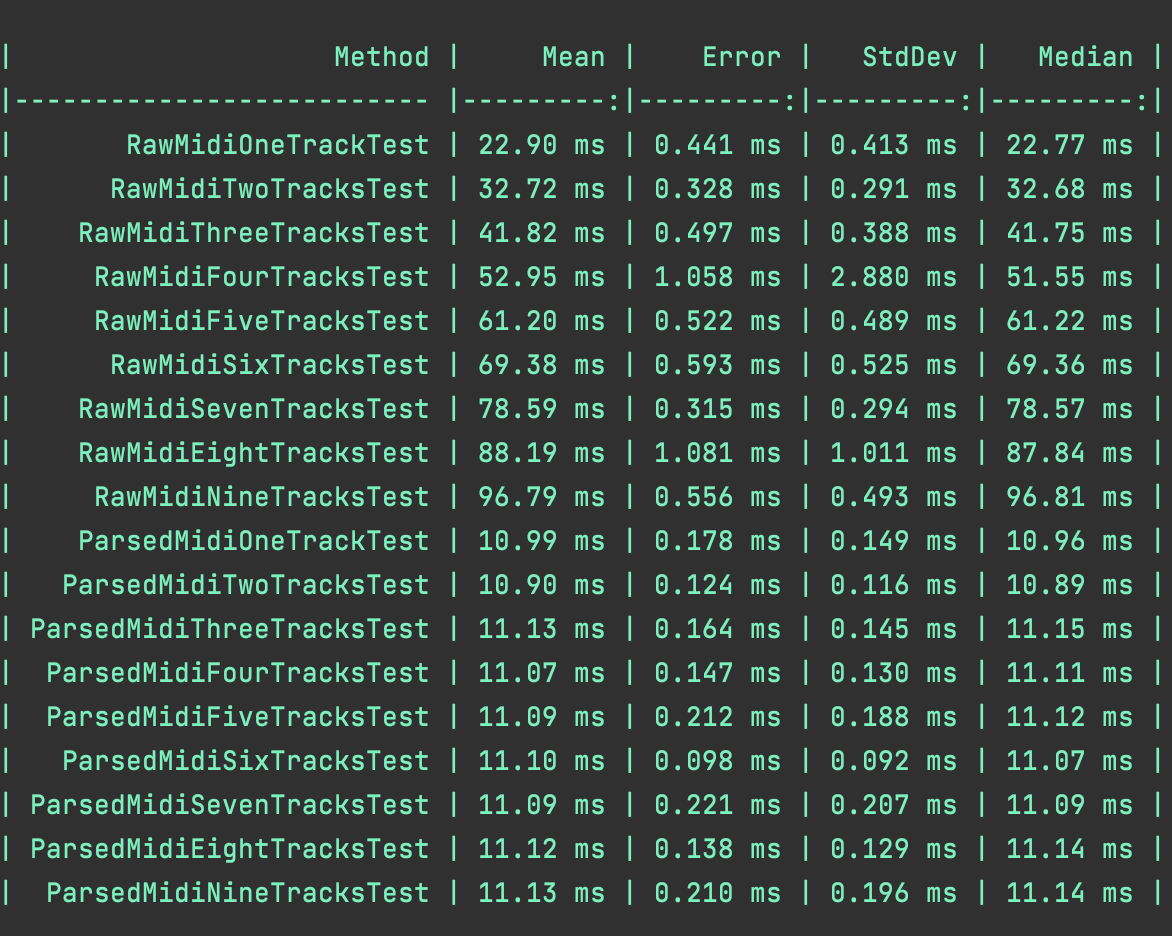 |                     Method |     Mean |    Error |   StdDev |   Median |
|-------------------------- |---------:|---------:|---------:|---------:|
|        RawMidiOneTrackTest | 22.90 ms | 0.441 ms | 0.413 ms | 22.77 ms |
|       RawMidiTwoTracksTest | 32.72 ms | 0.328 ms | 0.291 ms | 32.68 ms |
|     RawMidiThreeTracksTest | 41.82 ms | 0.497 ms | 0.388 ms | 41.75 ms |
|      RawMidiFourTracksTest | 52.95 ms | 1.058 ms | 2.880 ms | 51.55 ms |
|      RawMidiFiveTracksTest | 61.20 ms | 0.522 ms | 0.489 ms | 61.22 ms |
|       RawMidiSixTracksTest | 69.38 ms | 0.593 ms | 0.525 ms | 69.36 ms |
|     RawMidiSevenTracksTest | 78.59 ms | 0.315 ms | 0.294 ms | 78.57 ms |
|     RawMidiEightTracksTest | 88.19 ms | 1.081 ms | 1.011 ms | 87.84 ms |
|      RawMidiNineTracksTest | 96.79 ms | 0.556 ms | 0.493 ms | 96.81 ms |
|     ParsedMidiOneTrackTest | 10.99 ms | 0.178 ms | 0.149 ms | 10.96 ms |
|    ParsedMidiTwoTracksTest | 10.90 ms | 0.124 ms | 0.116 ms | 10.89 ms |
|  ParsedMidiThreeTracksTest | 11.13 ms | 0.164 ms | 0.145 ms | 11.15 ms |
|   ParsedMidiFourTracksTest | 11.07 ms | 0.147 ms | 0.130 ms | 11.11 ms |
|   ParsedMidiFiveTracksTest | 11.09 ms | 0.212 ms | 0.188 ms | 11.12 ms |
|    ParsedMidiSixTracksTest | 11.10 ms | 0.098 ms | 0.092 ms | 11.07 ms |
|  ParsedMidiSevenTracksTest | 11.09 ms | 0.221 ms | 0.207 ms | 11.09 ms |
|  ParsedMidiEightTracksTest | 11.12 ms | 0.138 ms | 0.129 ms | 11.14 ms |
|   ParsedMidiNineTracksTest | 11.13 ms | 0.210 ms | 0.196 ms | 11.14 ms |